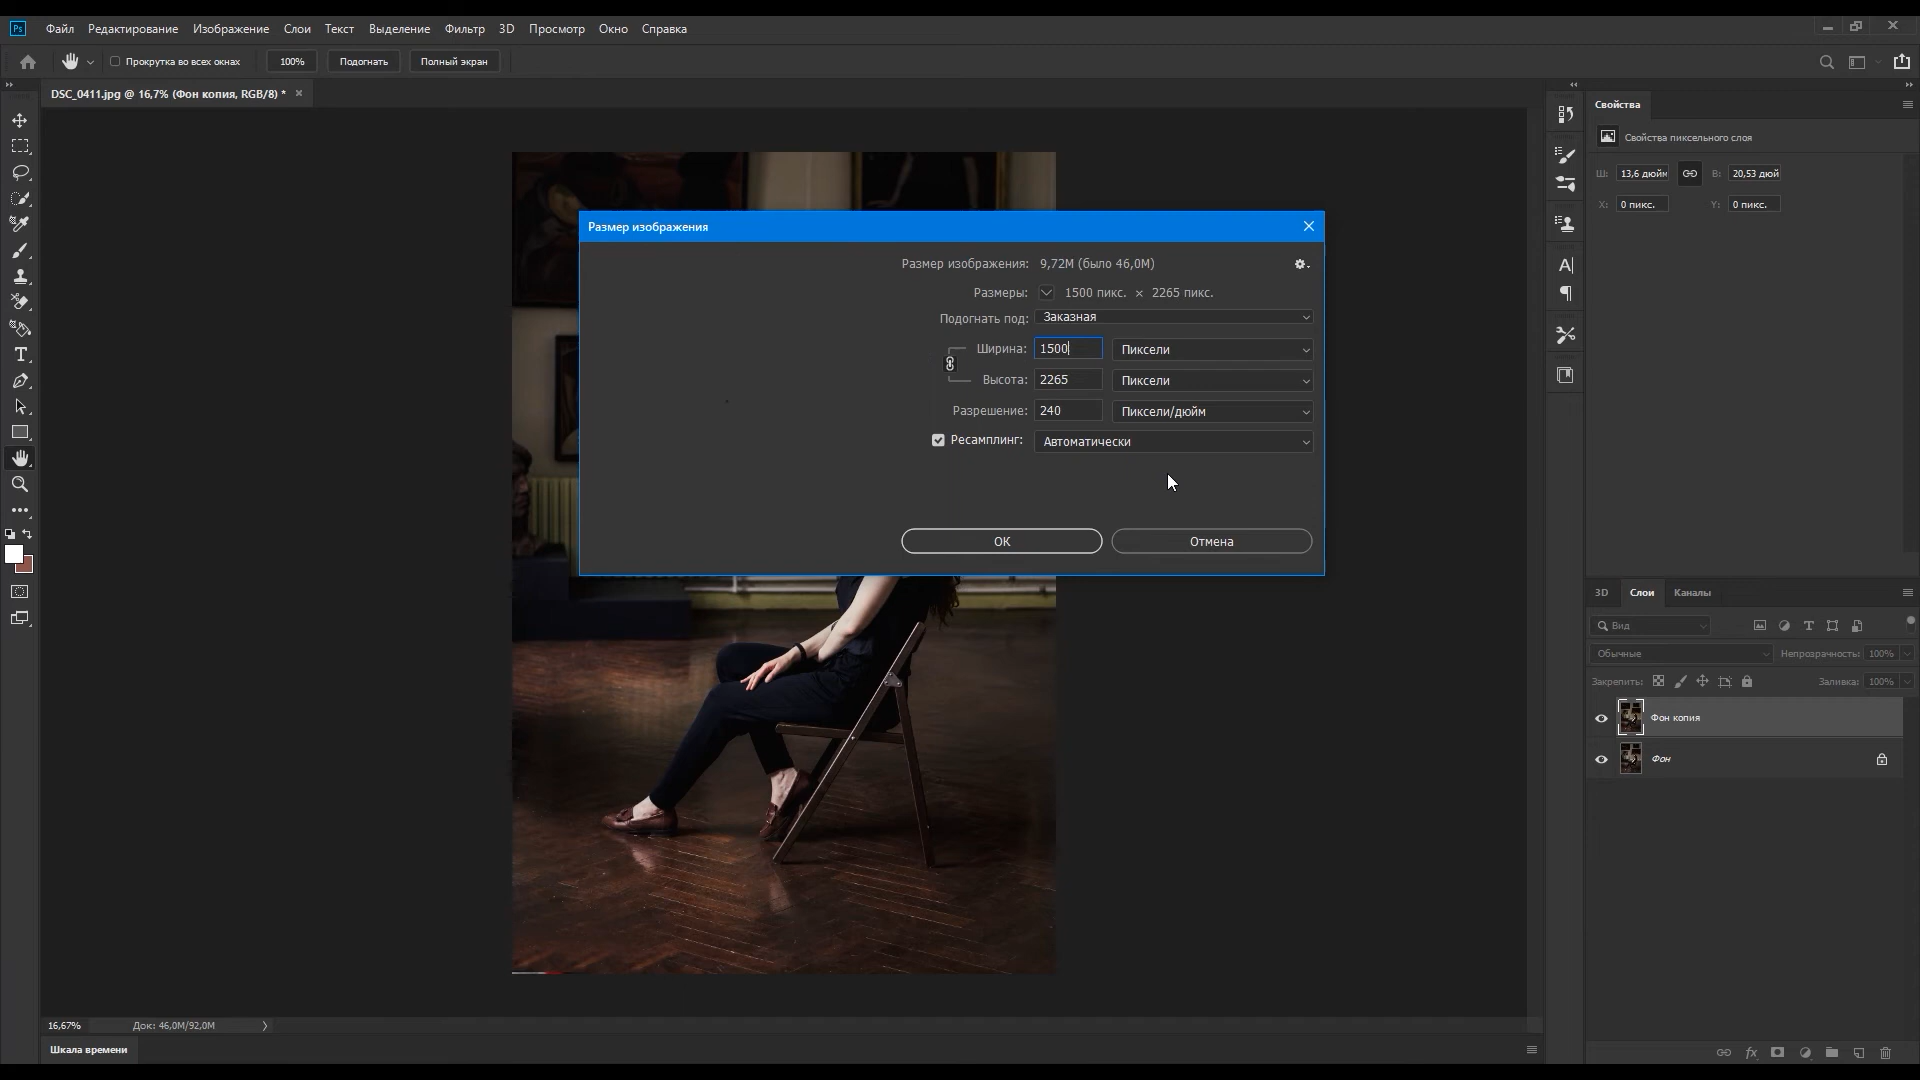 Ps Файл Редактирование Изображение Слои Текст Выделение Фильтр 3D Просмотр Окно Справка
Прокрутка во всех окнах 100% Подогнать Полный экран
DSC_0411.jpg @ 16,7% (Фон копия, RGB/8) * ×
Свойства
Свойства пиксельного слоя
Ш: 13,6 дюйм В: 20,53 дюй
X: 0 пикс. Y: 0 пикс.
Размер изображения
Размер изображения: 9,72M (было 46,0M)
Размеры: 1500 пикс. × 2265 пикс.
Подогнать под: Заказная
Ширина: 1500 Пиксели
Высота: 2265 Пиксели
Разрешение: 240 Пиксели/дюйм
Ресамплинг: Автоматически
ОК Отмена
3D Слои Каналы
Вид
Обычные Непрозрачность: 100%
Закрепить: Заливка: 100%
Фон копия
Фон
16,67% Док: 46,0M/92,0M
Шкала времени